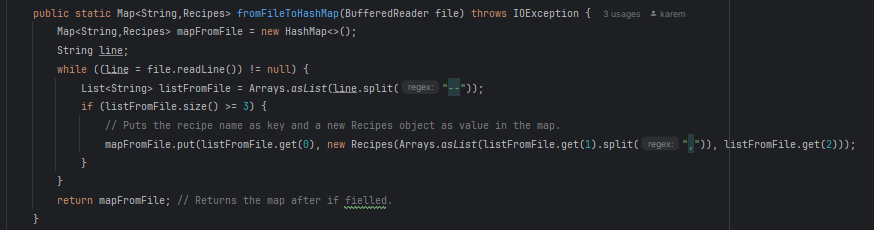 public static Map<String,Recipes> fromFileToHashMap(BufferedReader file) throws IOException { 3 usages karem
Map<String,Recipes> mapFromFile = new HashMap<>();
String line;
while ((line = file.readLine()) != null) {
List<String> listFromFile = Arrays.asList(line.split( regex: "--"));
if (listFromFile.size() >= 3) {
// Puts the recipe name as key and a new Recipes object as value in the map.
mapFromFile.put(listFromFile.get(0), new Recipes(Arrays.asList(listFromFile.get(1).split( regex: ",")), listFromFile.get(2)));
}
}
return mapFromFile; // Returns the map after if fielled.
}